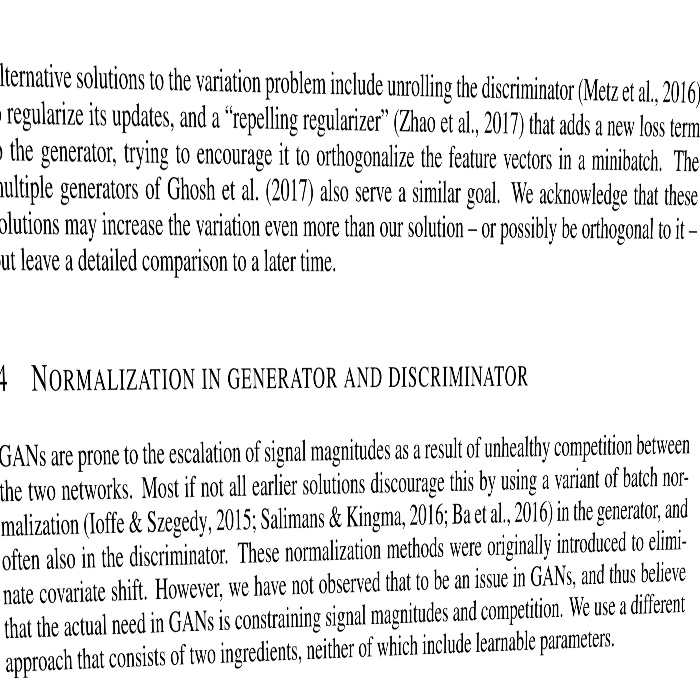 lternative solutions to the variation problem include unrolling the discriminator (Metz et al., 2016)
regularize its updates, and a “repelling regularizer” (Zhao et al., 2017) that adds a new loss term
the generator, trying to encourage it to orthogonalize the feature vectors in a minibatch. The
ultiple generators of Ghosh et al. (2017) also serve a similar goal. We acknowledge that these
olutions may increase the variation even more than our solution – or possibly be orthogonal to it –
ut leave a detailed comparison to a later time.
4 NORMALIZATION IN GENERATOR AND DISCRIMINATOR
GANs are prone to the escalation of signal magnitudes as a result of unhealthy competition between
the two networks. Most if not all earlier solutions discourage this by using a variant of batch nor-
malization (Ioffe & Szegedy, 2015; Salimans & Kingma, 2016; Ba et al., 2016) in the generator, and
often also in the discriminator. These normalization methods were originally introduced to elimi-
nate covariate shift. However, we have not observed that to be an issue in GANs, and thus believe
that the actual need in GANs is constraining signal magnitudes and competition. We use a different
approach that consists of two ingredients, neither of which include learnable parameters.